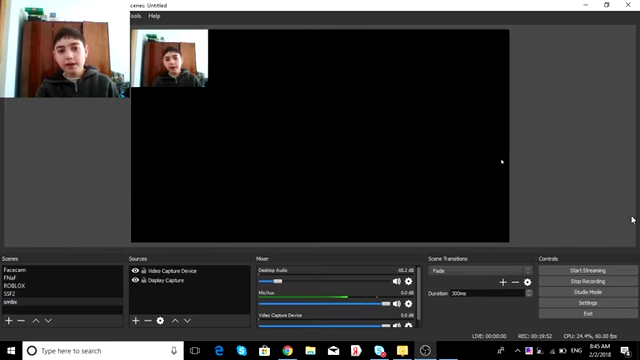 cenes: Untitled
ools Help
Scenes
Facecam
FNaF
ROBLOX
SSF2
smbx
Sources
Video Capture Device
Display Capture
Mixer
Desktop Audio -65.2 dB
Mic/Aux 0.0 dB
Video Capture Device 0.0 dB
Scene Transitions
Fade
Duration 300ms
Controls
Start Streaming
Stop Recording
Studio Mode
Settings
Exit
LIVE: 00:00:00 REC: 00:19:52 CPU: 24.4%, 60.00 fps
Type here to search
ENG
8:45 AM
2/2/2018